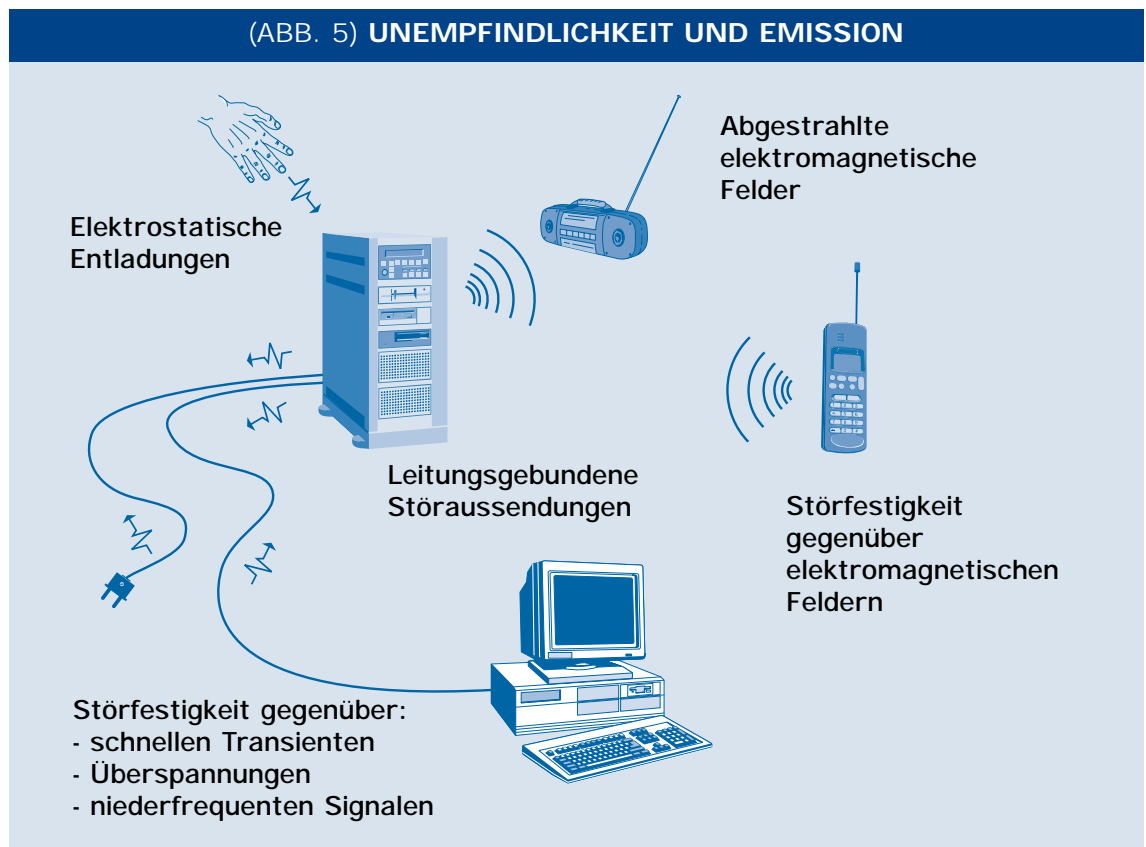 (ABB. 5) UNEMPFINDLICHKEIT UND EMISSION
Abgestrahlte
elektromagnetische
Felder
Elektrostatische
Entladungen
Leitungsgebundene
Störaussendungen
Störfestigkeit
gegenüber
elektromagnetischen
Feldern
Störfestigkeit gegenüber:
- schnellen Transienten
- Überspannungen
- niederfrequenten Signalen